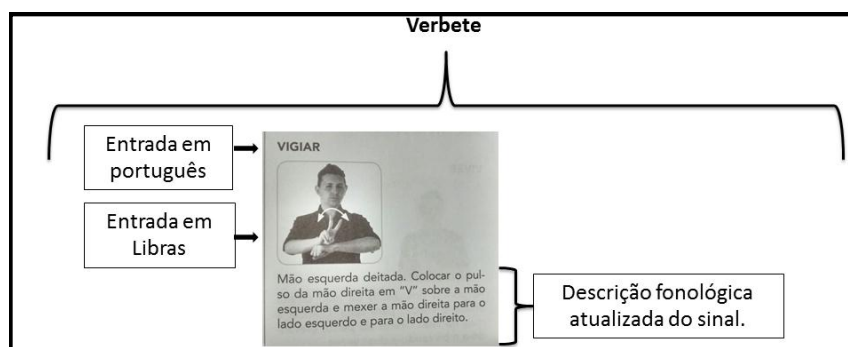 Verbete
Entrada em
português
VIGIAR
Entrada em
Libras
Mão esquerda deitada. Colocar o pul-
so da mão direita em "V" sobre a mão
esquerda e mexer a mão direita para o
lado esquerdo e para o lado direito.
Descrição fonológica
atualizada do sinal.